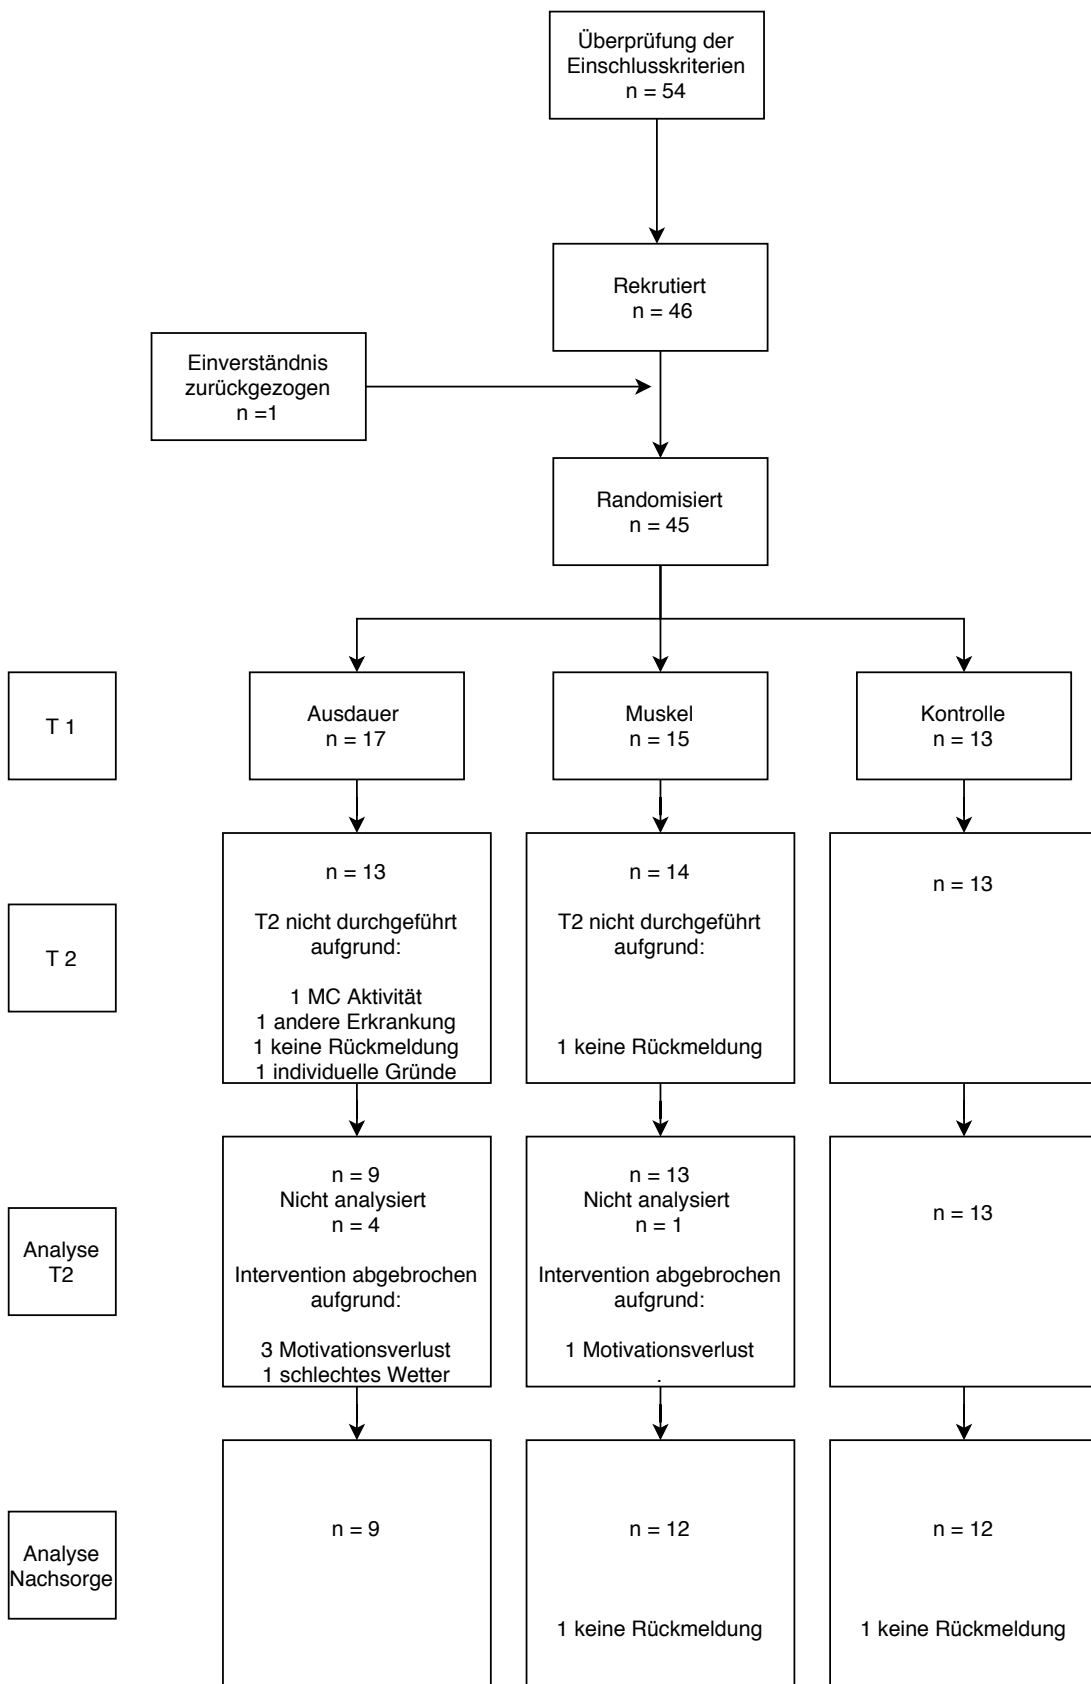 Überprüfung der
Einschlusskriterien
n = 54
Rekrutiert
n = 46
Einverständnis
zurückgezogen
n =1
Randomisiert
n = 45
T 1
Ausdauer
n = 17
Muskel
n = 15
Kontrolle
n = 13
T 2
n = 13
T2 nicht durchgeführt
aufgrund:
1 MC Aktivität
1 andere Erkrankung
1 keine Rückmeldung
1 individuelle Gründe
n = 14
T2 nicht durchgeführt
aufgrund:
1 keine Rückmeldung
n = 13
Analyse
T2
n = 9
Nicht analysiert
n = 4
Intervention abgebrochen
aufgrund:
3 Motivationsverlust
1 schlechtes Wetter
n = 13
Nicht analysiert
n = 1
Intervention abgebrochen
aufgrund:
1 Motivationsverlust
.
n = 13
Analyse
Nachsorge
n = 9
n = 12
1 keine Rückmeldung
n = 12
1 keine Rückmeldung